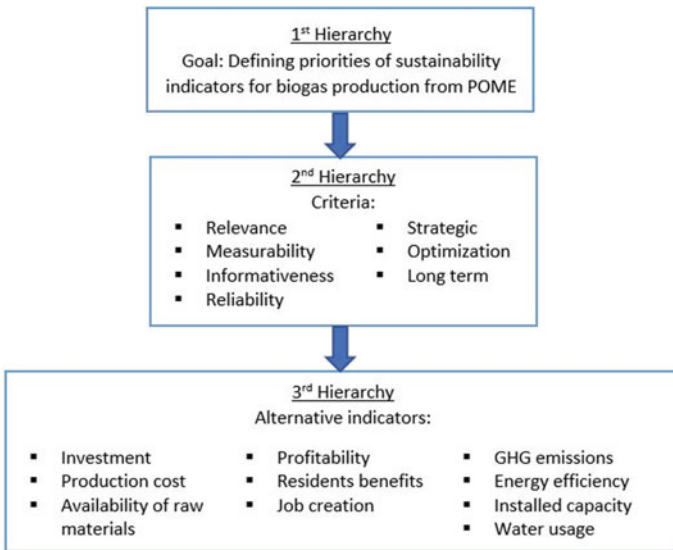 1st Hierarchy
Goal: Defining priorities of sustainability
indicators for biogas production from POME
2nd Hierarchy
Criteria:
▪ Relevance
▪ Measurability
▪ Informativeness
▪ Reliability
▪ Strategic
▪ Optimization
▪ Long term
3rd Hierarchy
Alternative indicators:
▪ Investment
▪ Production cost
▪ Availability of raw
materials
▪ Profitability
▪ Residents benefits
▪ Job creation
▪ GHG emissions
▪ Energy efficiency
▪ Installed capacity
▪ Water usage